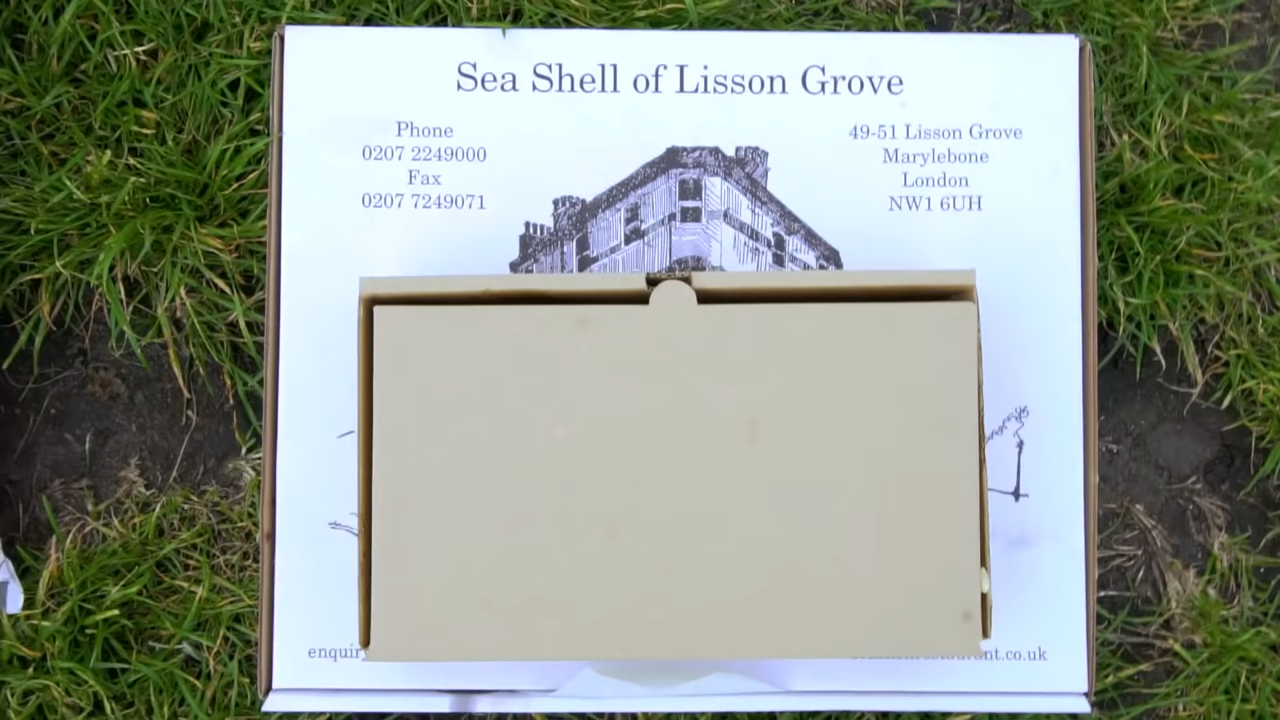 Sea Shell of Lisson Grove
Phone
0207 2249000
Fax
0207 7249071
49-51 Lisson Grove
Marylebone
London
NW1 6UH